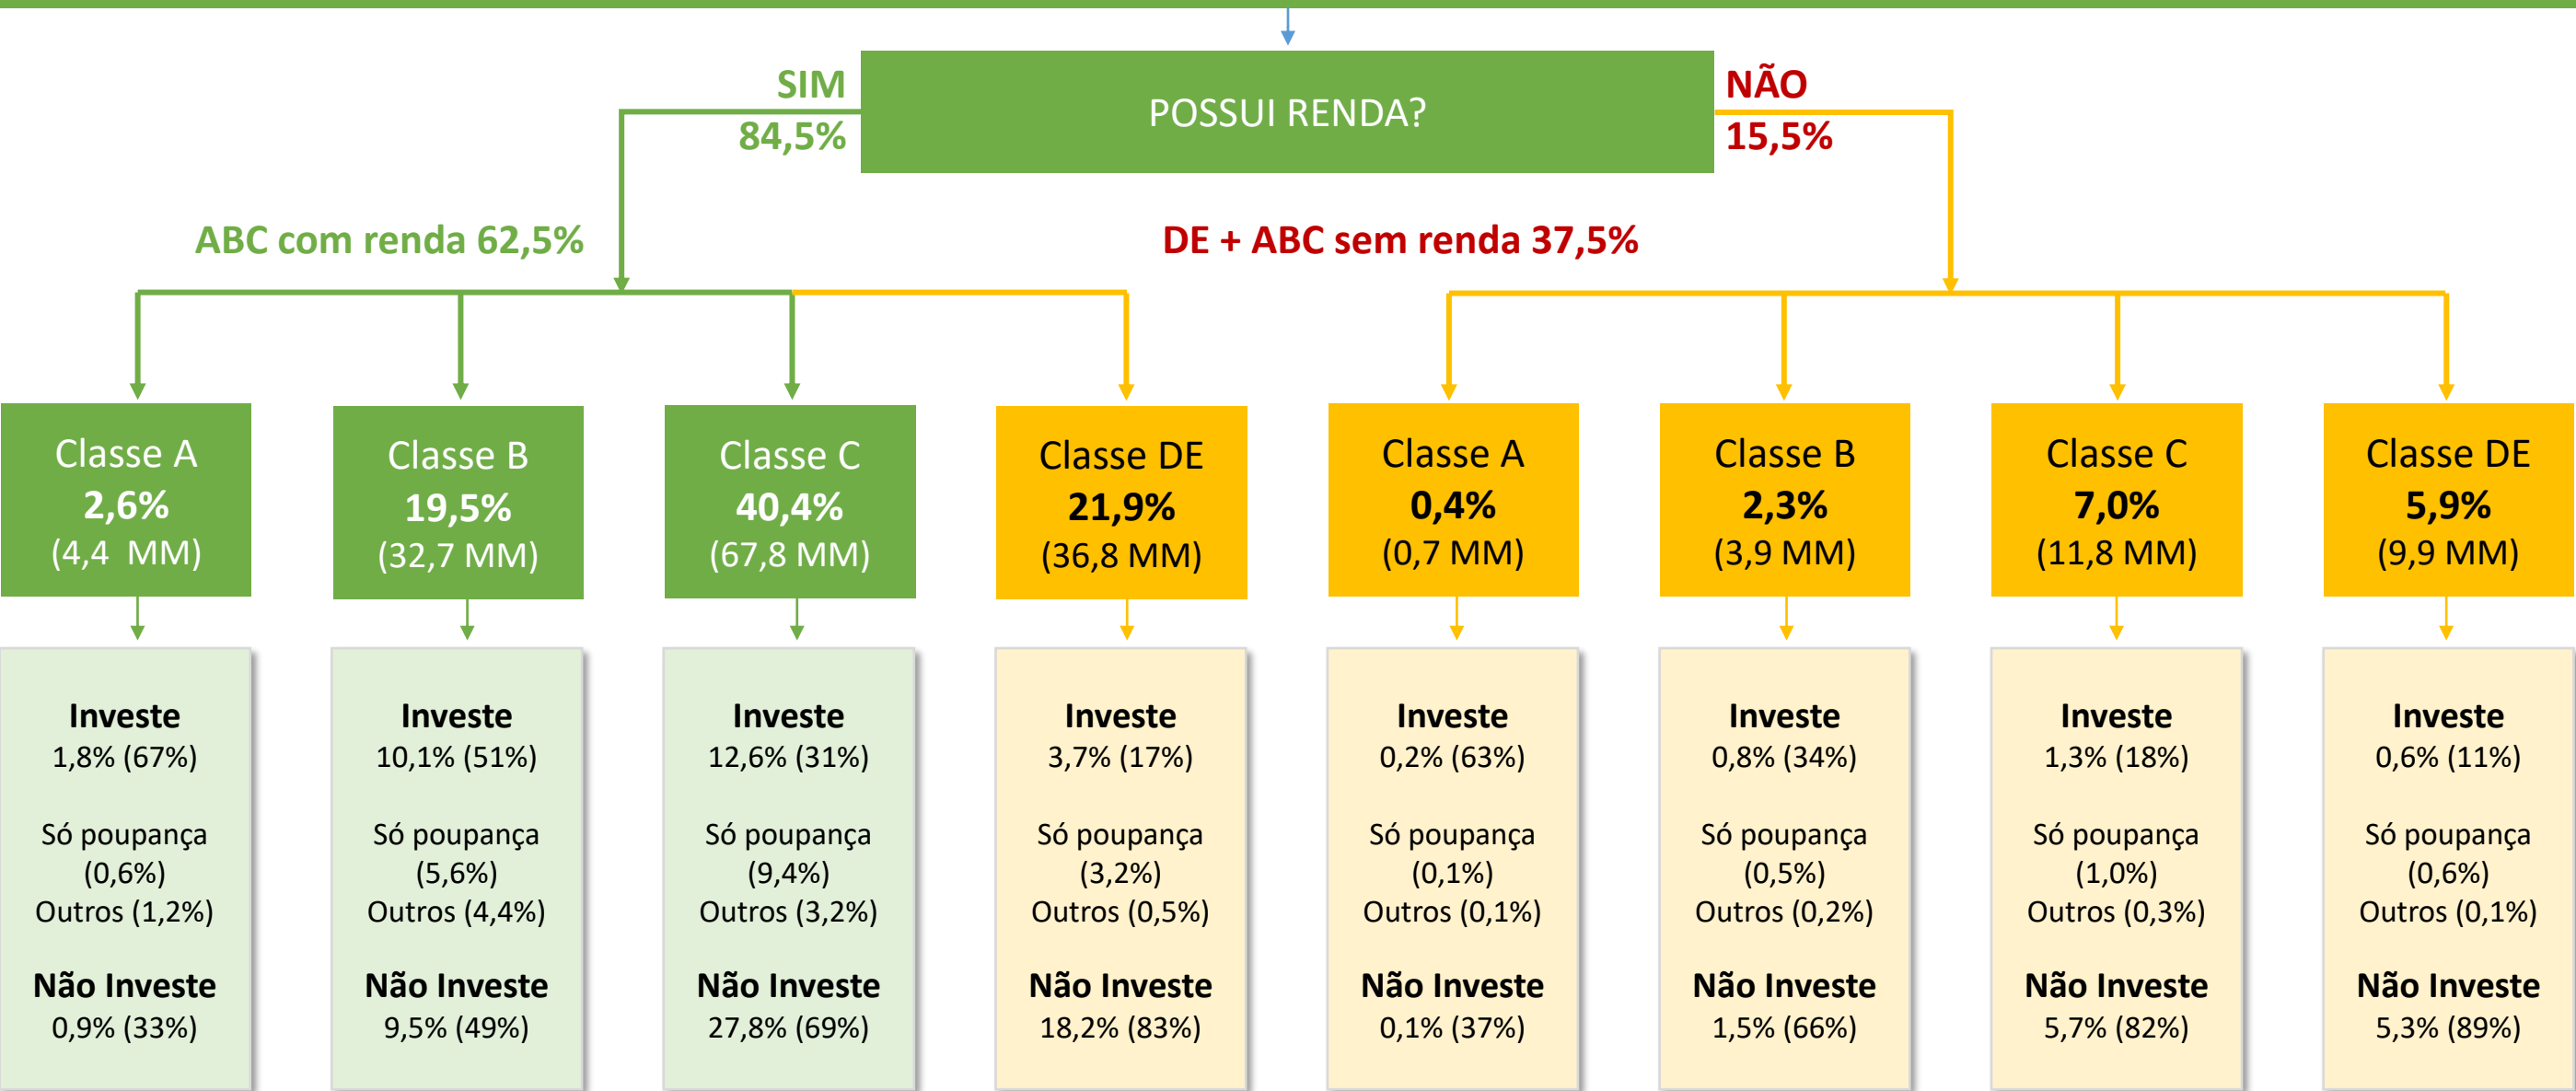 POSSUI RENDA?
SIM
84,5%
NÃO
15,5%
ABC com renda 62,5%
DE + ABC sem renda 37,5%
Classe A
2,6%
(4,4 MM)
Classe B
19,5%
(32,7 MM)
Classe C
40,4%
(67,8 MM)
Classe DE
21,9%
(36,8 MM)
Classe A
0,4%
(0,7 MM)
Classe B
2,3%
(3,9 MM)
Classe C
7,0%
(11,8 MM)
Classe DE
5,9%
(9,9 MM)
Investe
1,8% (67%)
Só poupança
(0,6%)
Outros (1,2%)
Não Investe
0,9% (33%)
Investe
10,1% (51%)
Só poupança
(5,6%)
Outros (4,4%)
Não Investe
9,5% (49%)
Investe
12,6% (31%)
Só poupança
(9,4%)
Outros (3,2%)
Não Investe
27,8% (69%)
Investe
3,7% (17%)
Só poupança
(3,2%)
Outros (0,5%)
Não Investe
18,2% (83%)
Investe
0,2% (63%)
Só poupança
(0,1%)
Outros (0,1%)
Não Investe
0,1% (37%)
Investe
0,8% (34%)
Só poupança
(0,5%)
Outros (0,2%)
Não Investe
1,5% (66%)
Investe
1,3% (18%)
Só poupança
(1,0%)
Outros (0,3%)
Não Investe
5,7% (82%)
Investe
0,6% (11%)
Só poupança
(0,6%)
Outros (0,1%)
Não Investe
5,3% (89%)